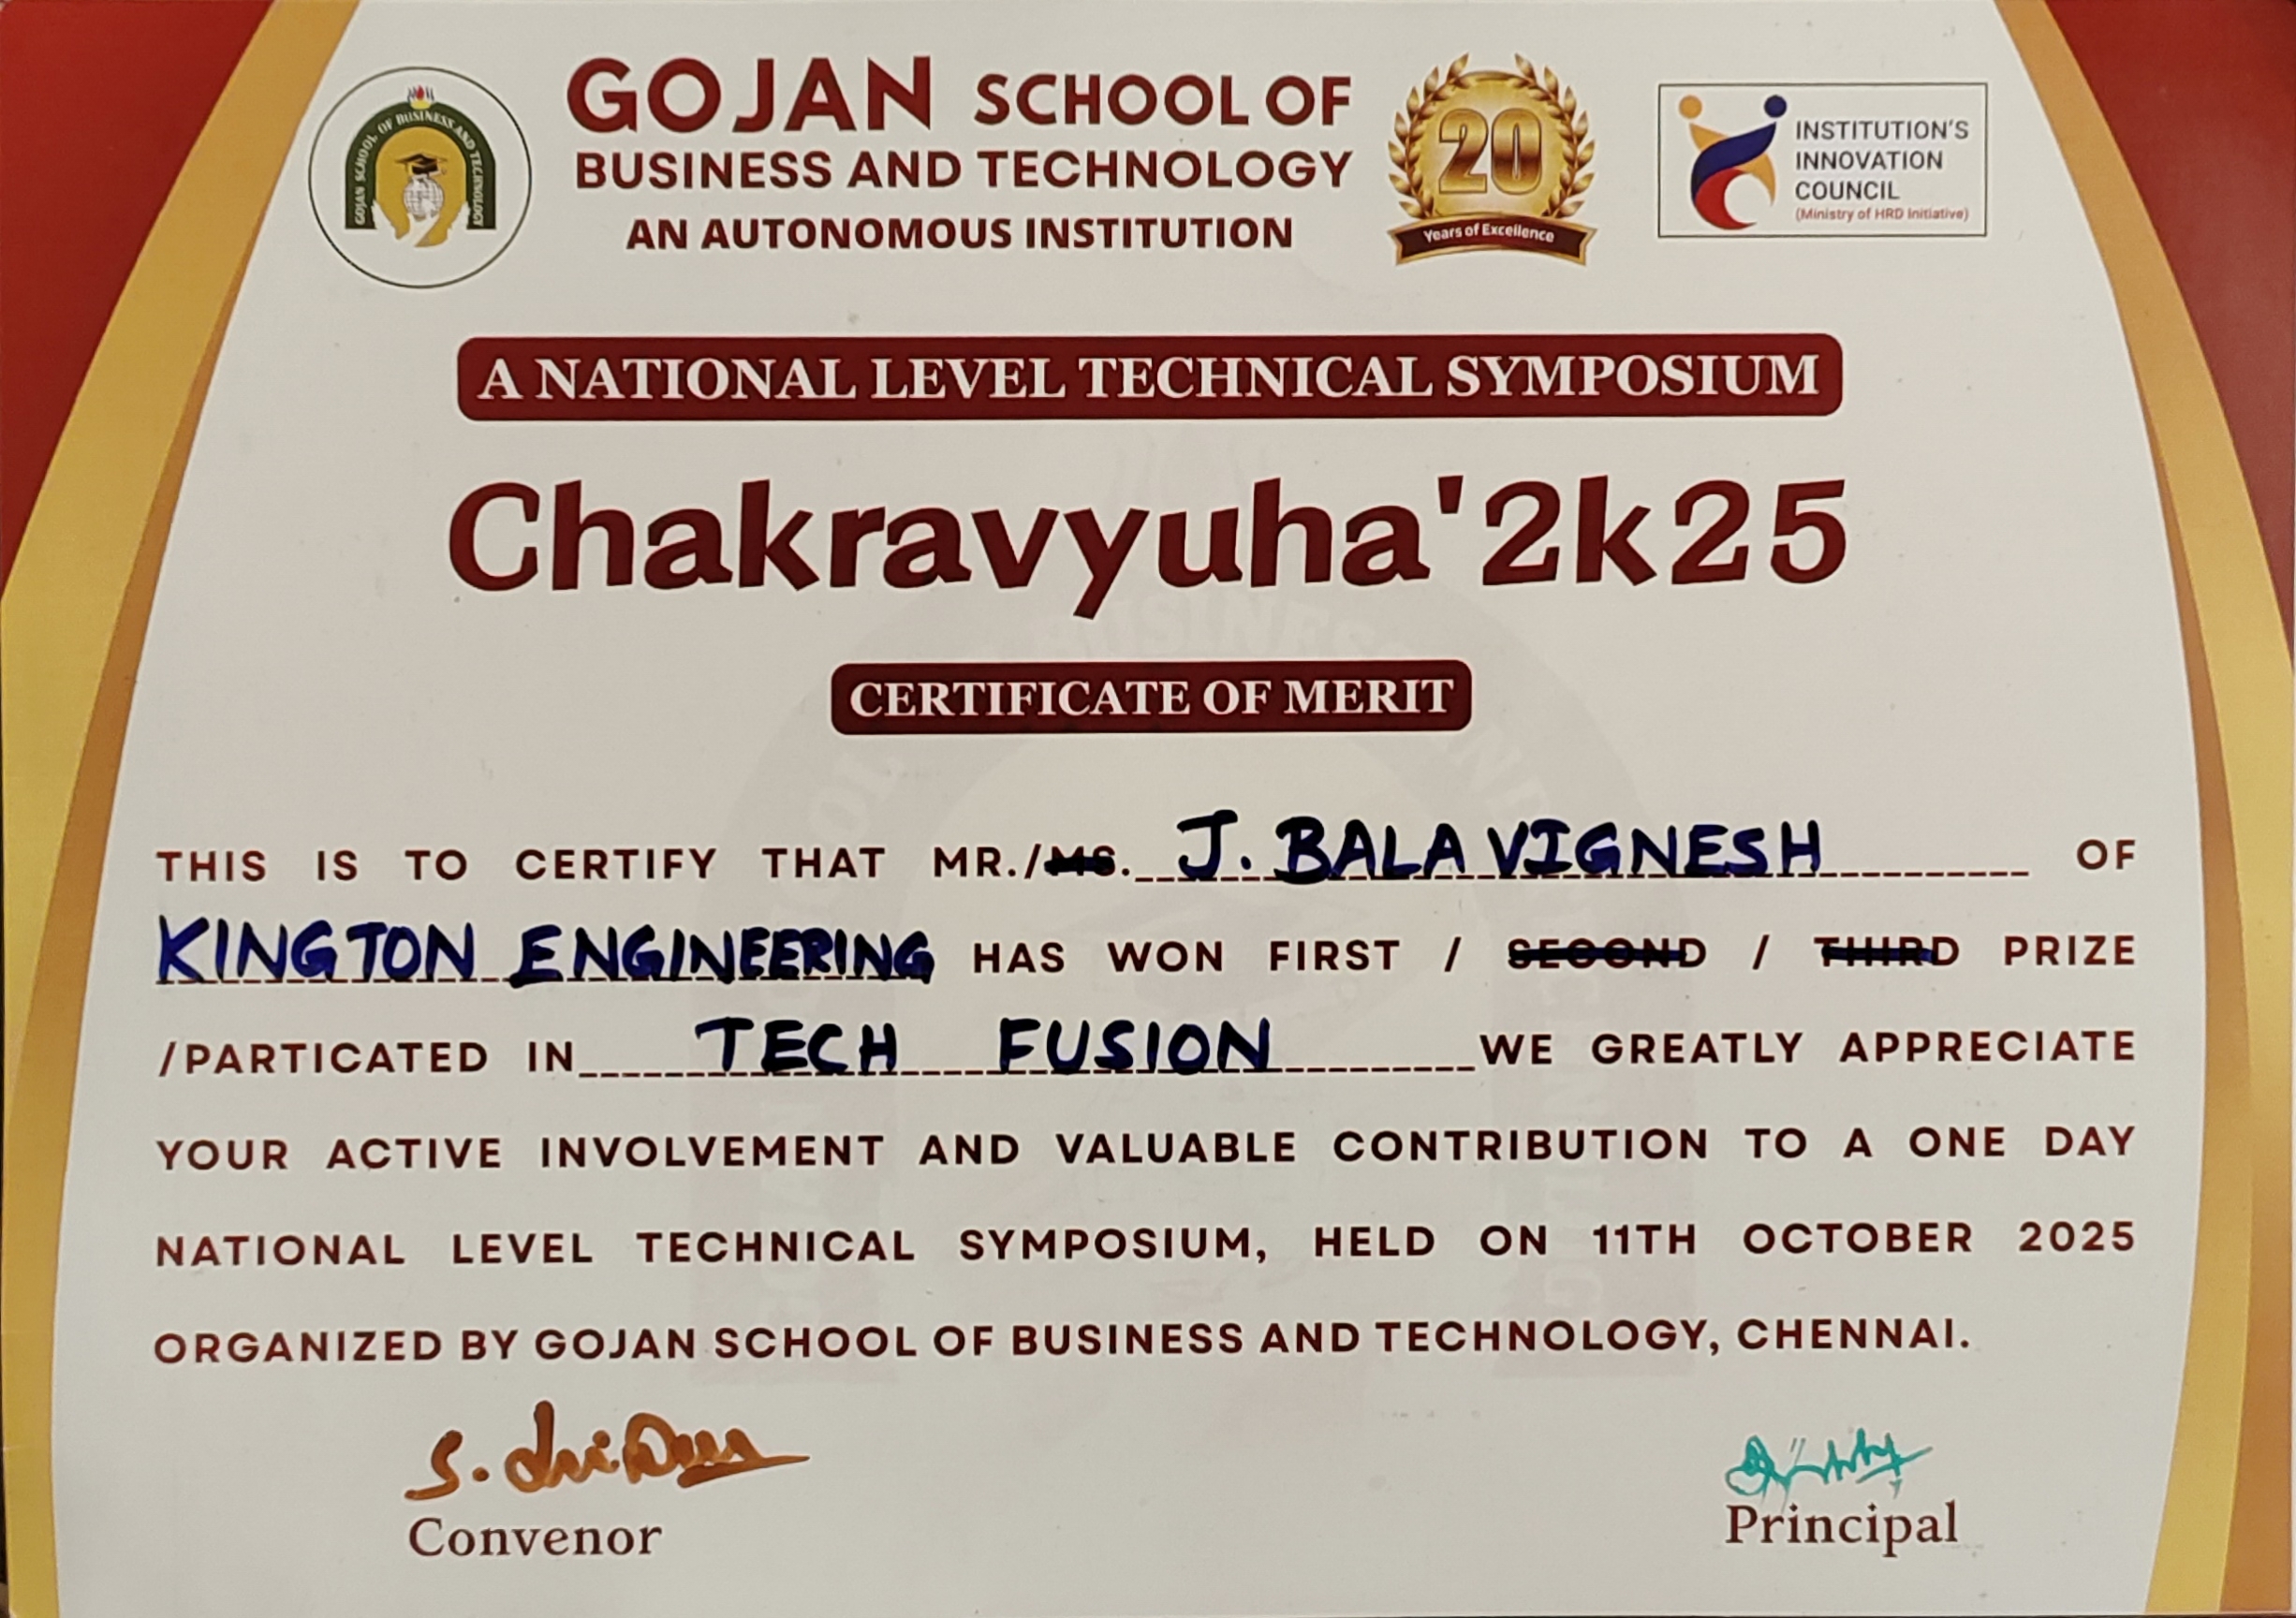 GOJAN SCHOOL OF BUSINESS AND TECHNOLOGY
GOJAN SCHOOL OF
BUSINESS AND TECHNOLOGY
AN AUTONOMOUS INSTITUTION
20
Years of Excellence
INSTITUTION'S
INNOVATION
COUNCIL
(Ministry of HRD Initiative)
A NATIONAL LEVEL TECHNICAL SYMPOSIUM
Chakravyuha'2k25
CERTIFICATE OF MERIT
THIS IS TO CERTIFY THAT MR./MS. J. BALA VIGNESH OF
KINGTON ENGINEERING HAS WON FIRST / SECOND / THIRD PRIZE
/PARTICATED IN TECH FUSION WE GREATLY APPRECIATE
YOUR ACTIVE INVOLVEMENT AND VALUABLE CONTRIBUTION TO A ONE DAY
NATIONAL LEVEL TECHNICAL SYMPOSIUM, HELD ON 11TH OCTOBER 2025
ORGANIZED BY GOJAN SCHOOL OF BUSINESS AND TECHNOLOGY, CHENNAI.
Convenor
Principal